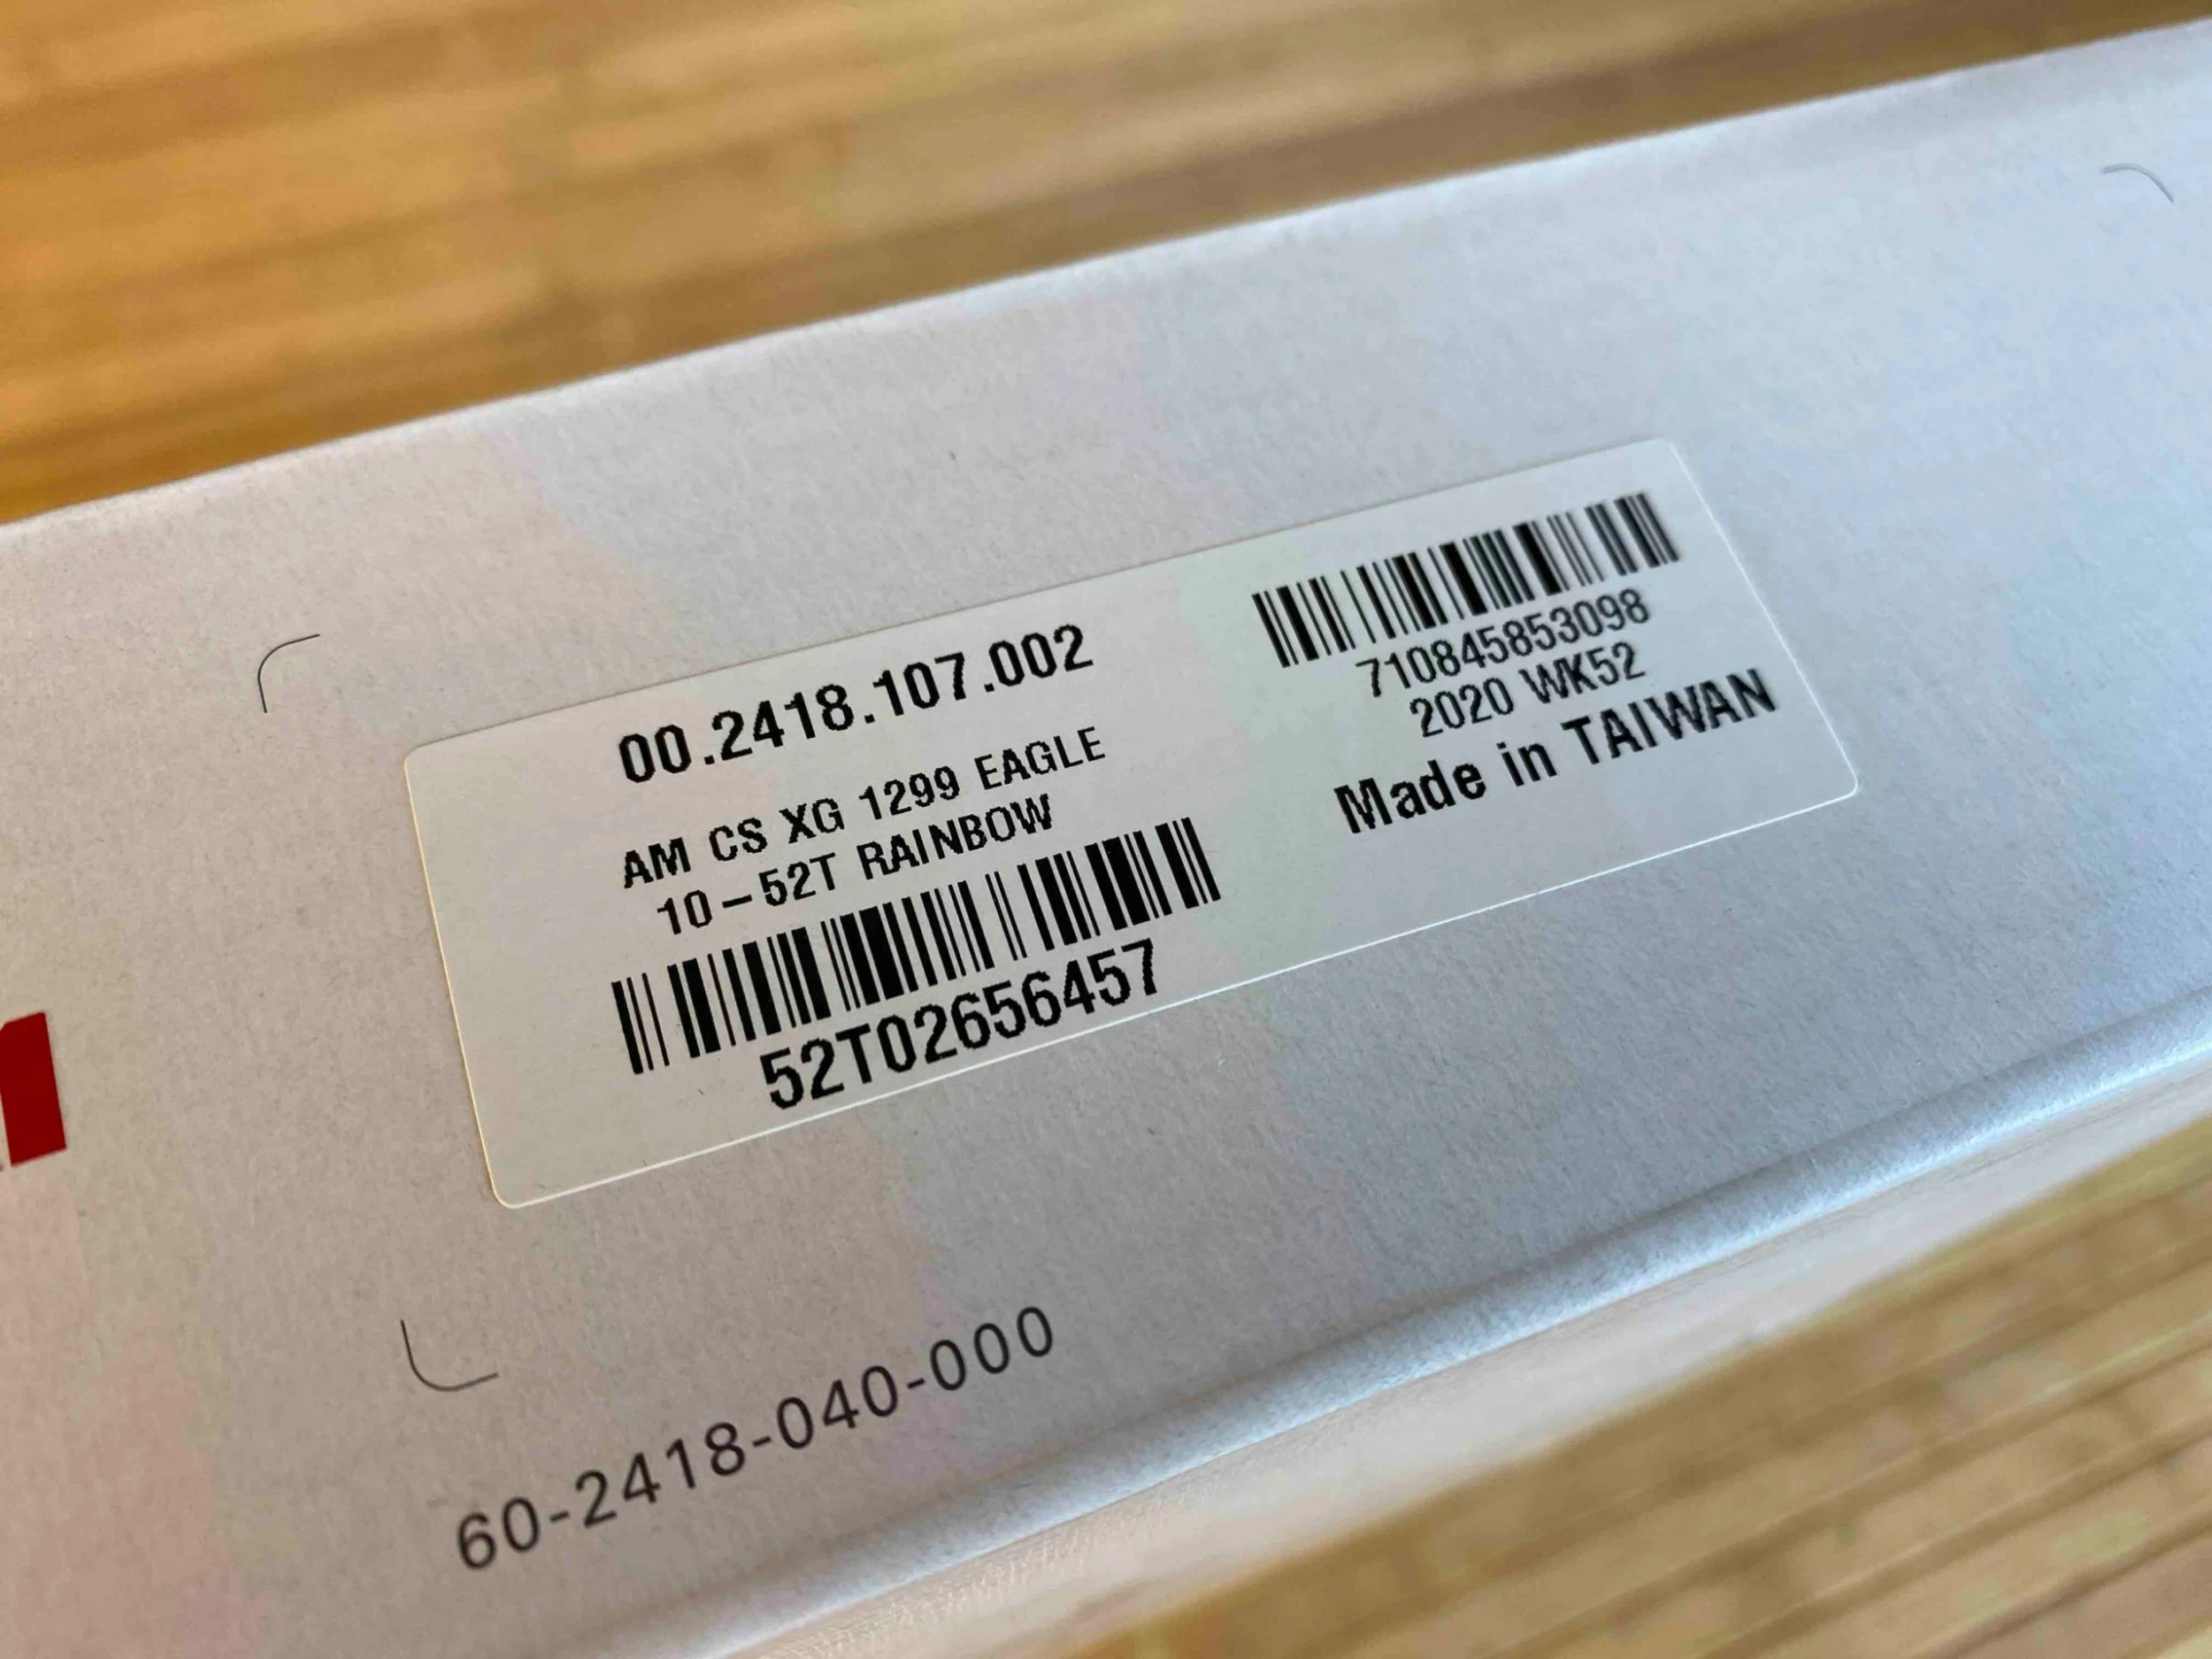 00.2418.107.002
AM CS XG 1299 EAGLE
10-52T RAINBOW
52T02656457
710845853098
2020 WK52
Made in TAIWAN
60-2418-040-000